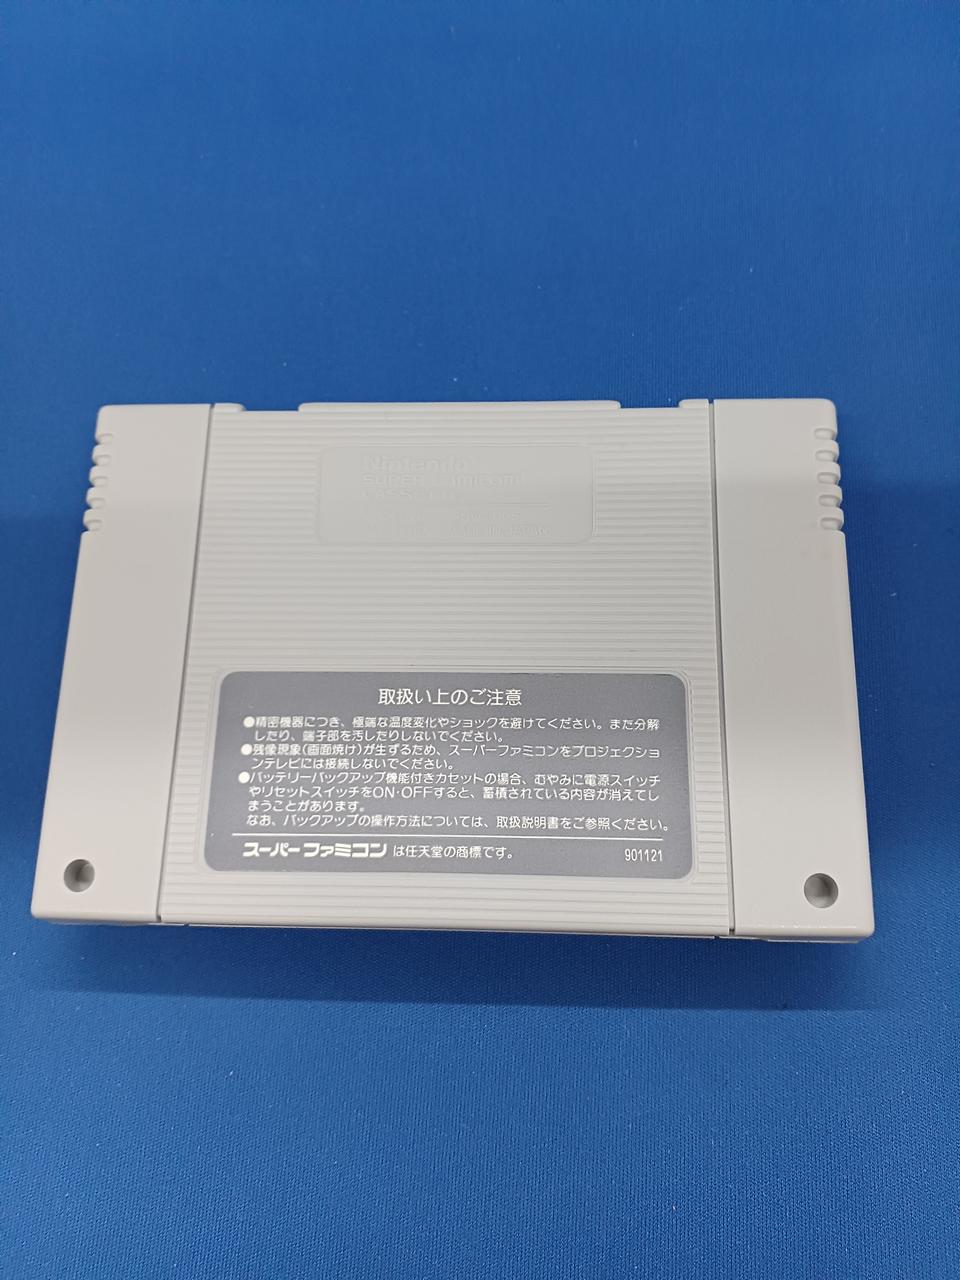 Nintendo
SUPER Famicom
CASSETTE
取扱い上のご注意
●精密機器につき、極端な温度変化やショックを避けてください。また分解
したり、端子部を汚したりしないでください。
●残像現象(画面焼け)が生ずるため、スーパーファミコンをプロジェクショ
ンテレビには接続しないでください。
●バッテリーバックアップ機能付きカセットの場合、むやみに電源スイッチ
やリセットスイッチをON·OFFすると、蓄積されている内容が消えてし
まうことがあります。
なお、バックアップの操作方法については、取扱説明書をご参照ください。
スーパーファミコン は任天堂の商標です。 901121